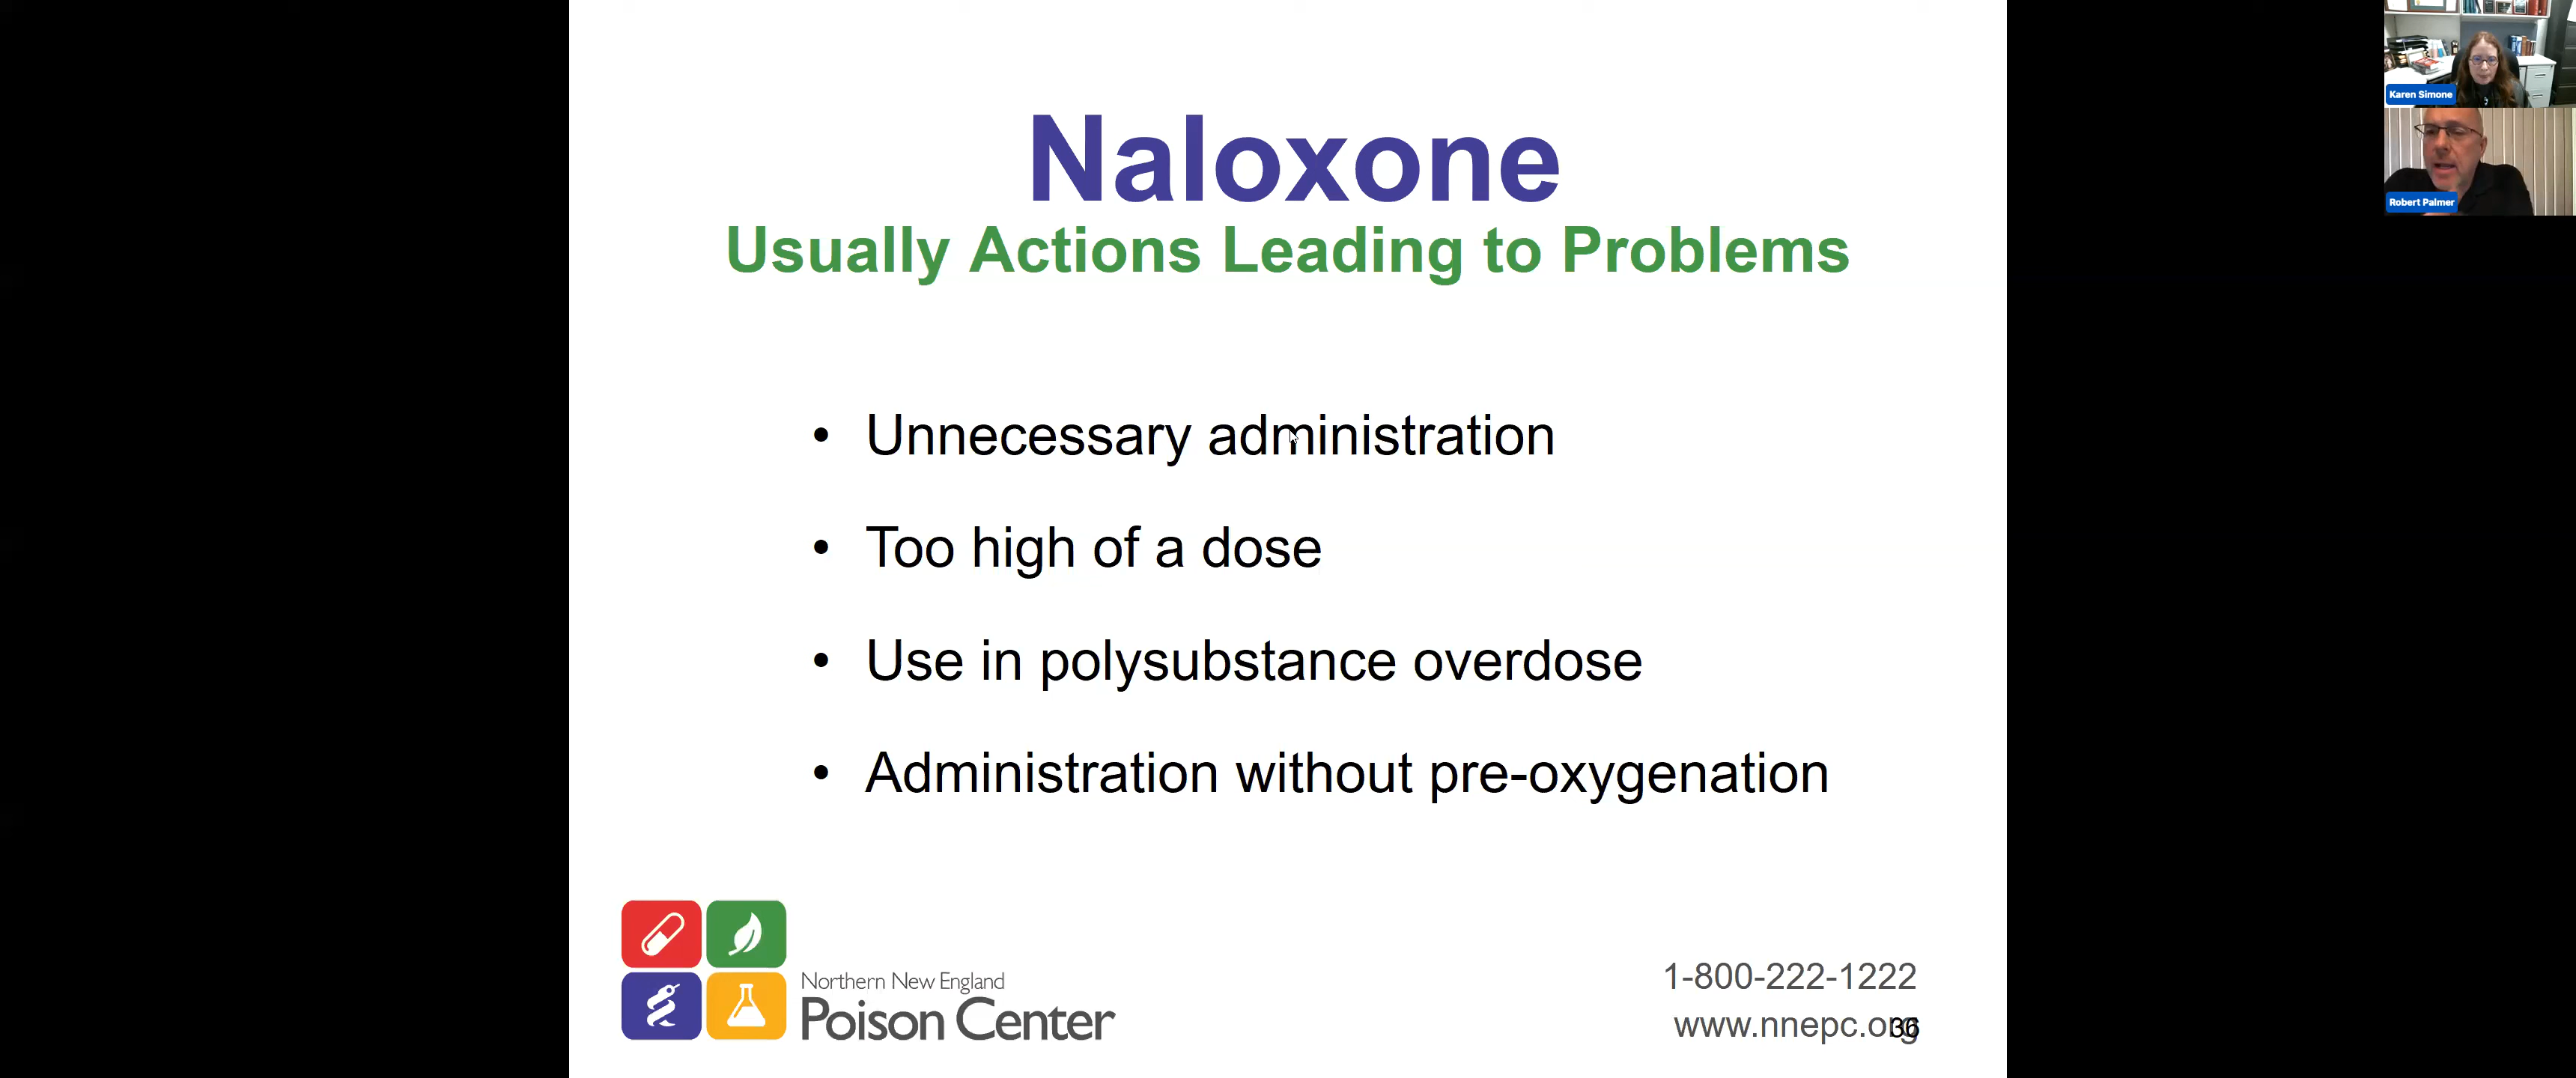 Naloxone
Usually Actions Leading to Problems
• Unnecessary administration
• Too high of a dose
• Use in polysubstance overdose
• Administration without pre-oxygenation
Northern New England
Poison Center
1-800-222-1222
www.nnepc.org
36
Karen Simone
Robert Palmer